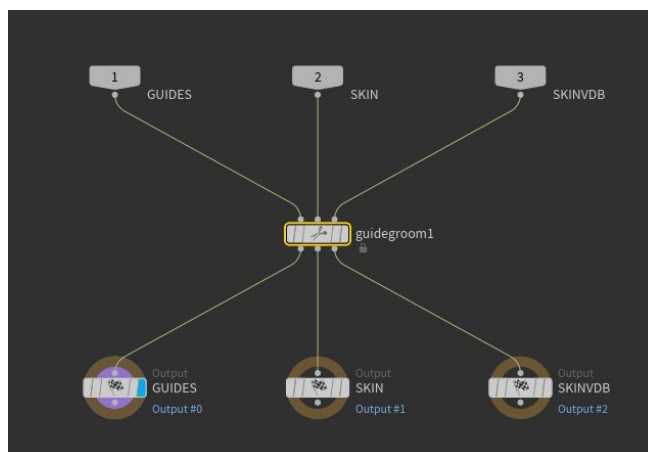 1
GUIDES
2
SKIN
3
SKINVDB
guidegroom1
Output
GUIDES
Output #0
Output
SKIN
Output #1
Output
SKINVDB
Output #2